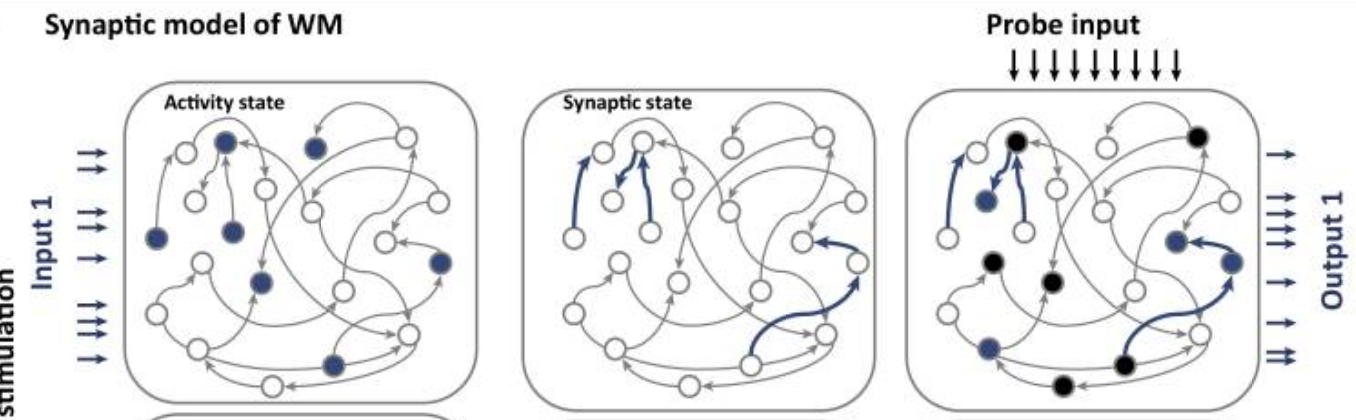 Synaptic model of WM
Probe input
Activity state
Synaptic state
Input 1
Output 1
stimulation